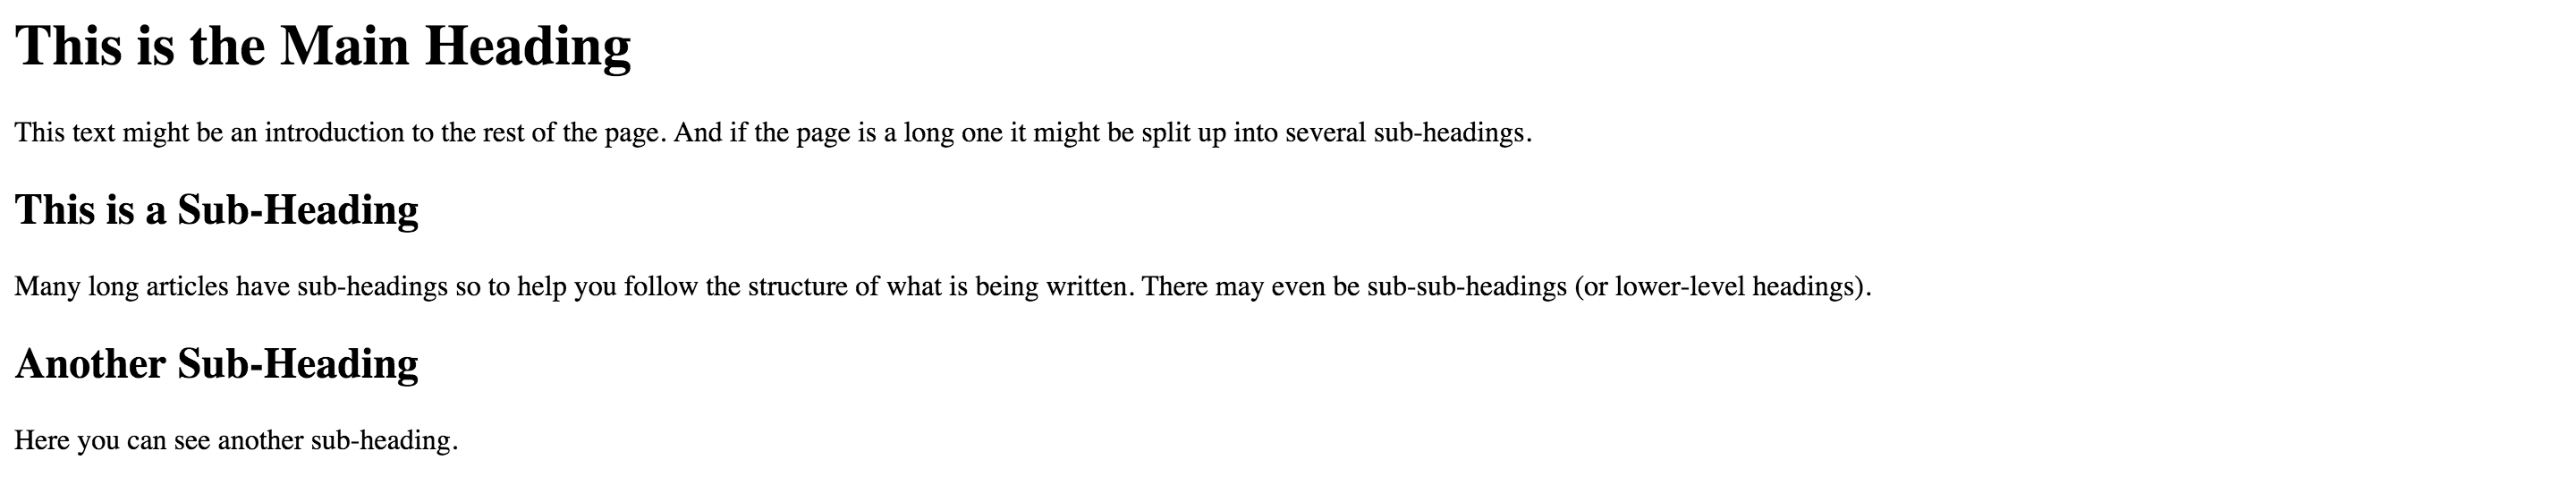 This is the Main Heading
This text might be an introduction to the rest of the page. And if the page is a long one it might be split up into several sub-headings.
This is a Sub-Heading
Many long articles have sub-headings so to help you follow the structure of what is being written. There may even be sub-sub-headings (or lower-level headings).
Another Sub-Heading
Here you can see another sub-heading.